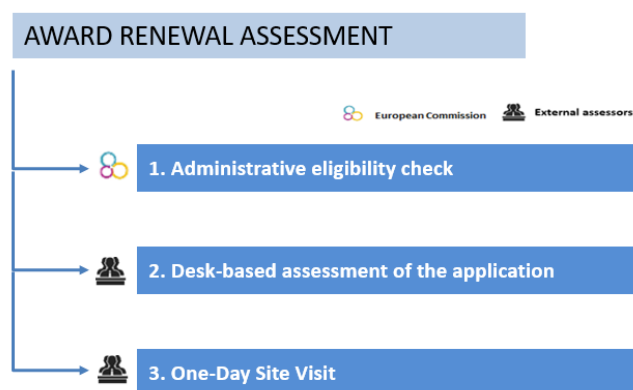 AWARD RENEWAL ASSESSMENT
European Commission External assessors
1. Administrative eligibility check
2. Desk-based assessment of the application
3. One-Day Site Visit